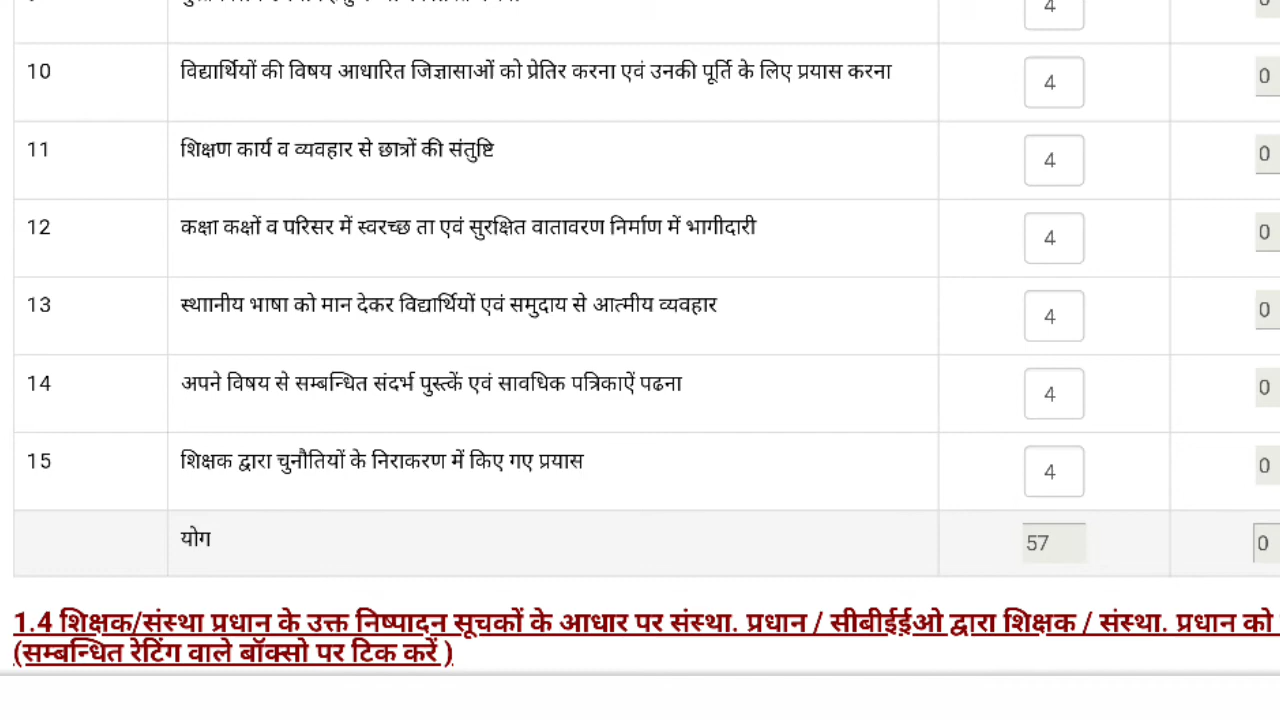 4 0
10 विद्यार्थियों की विषय आधारित जिज्ञासाओं को प्रेतिर करना एवं उनकी पूर्ति के लिए प्रयास करना 4 0
11 शिक्षण कार्य व व्यवहार से छात्रों की संतुष्टि 4 0
12 कक्षा कक्षों व परिसर में स्वरच्छ ता एवं सुरक्षित वातावरण निर्माण में भागीदारी 4 0
13 स्थाानीय भाषा को मान देकर विद्यार्थियों एवं समुदाय से आत्मीय व्यवहार 4 0
14 अपने विषय से सम्बन्धित संदर्भ पुस्त्कें एवं सावधिक पत्रिकाऐं पढना 4 0
15 शिक्षक द्वारा चुनौतियों के निराकरण में किए गए प्रयास 4 0
योग 57 0
1.4 शिक्षक/संस्था प्रधान के उक्त निष्पादन सूचकों के आधार पर संस्था. प्रधान / सीबीईईओ द्वारा शिक्षक / संस्था. प्रधान को
(सम्बन्धित रेटिंग वाले बॉक्सो पर टिक करें )